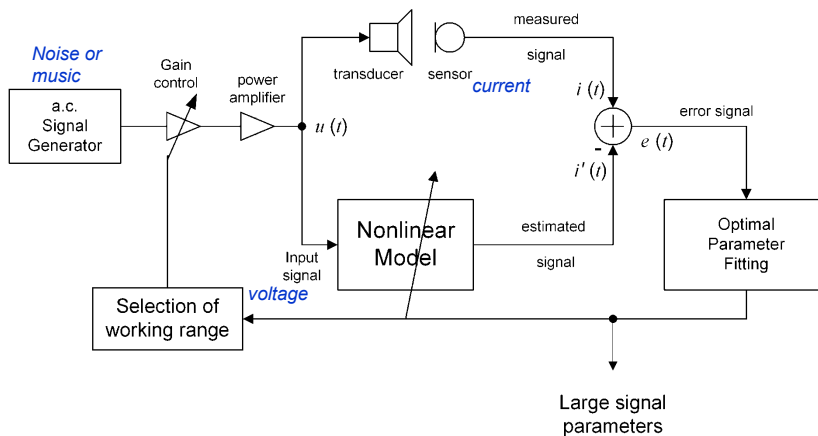 Noise or
music
a.c.
Signal
Generator
Gain
control
power
amplifier
u (t)
transducer
sensor
current
measured
signal
i (t)
+
-
i' (t)
e (t)
error signal
Input
signal
voltage
Nonlinear
Model
estimated
signal
Optimal
Parameter
Fitting
Selection of
working range
Large signal
parameters